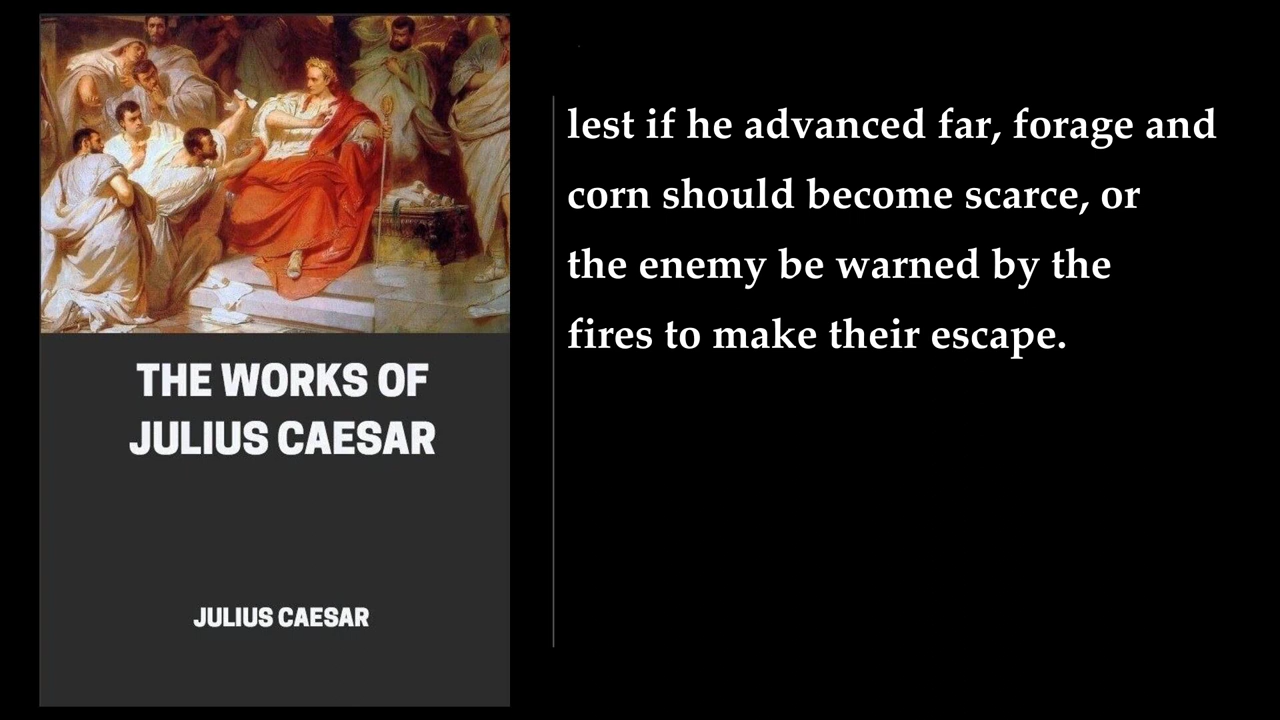 THE WORKS OF
JULIUS CAESAR
JULIUS CAESAR
lest if he advanced far, forage and
corn should become scarce, or
the enemy be warned by the
fires to make their escape.